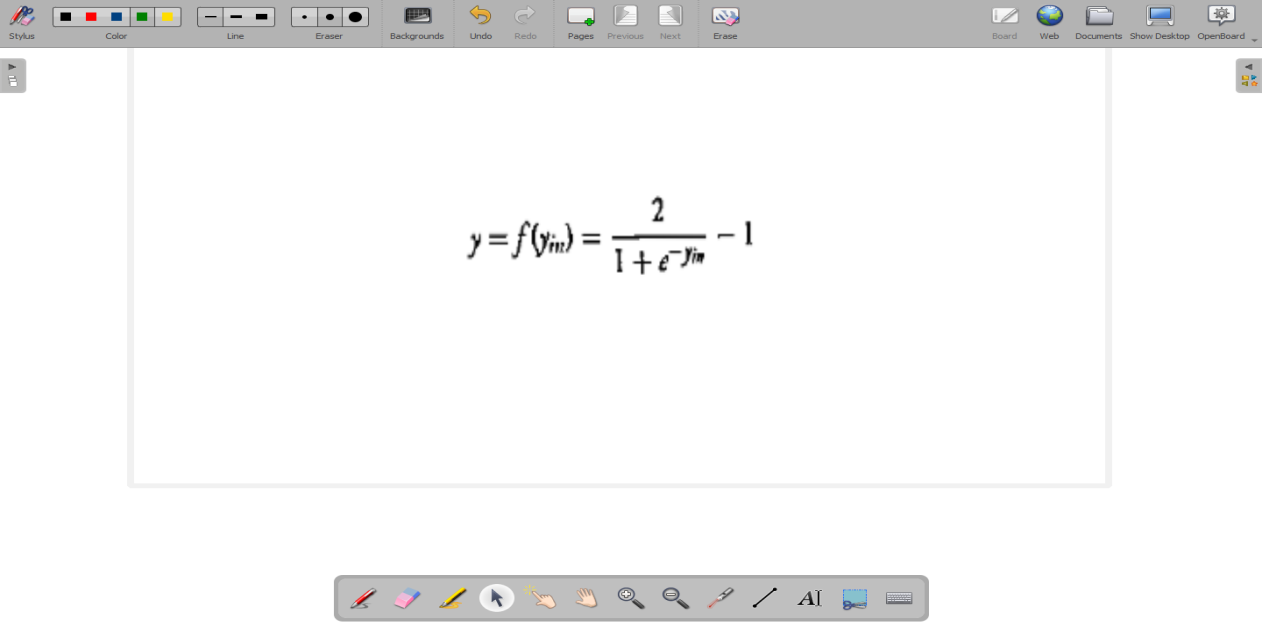 Stylus Color Line Eraser Backgrounds Undo Redo Pages Previous Next Erase Board Web Documents Show Desktop OpenBoard
y = f(y_in) = 2 / (1 + e^{-y_in}) - 1
AI